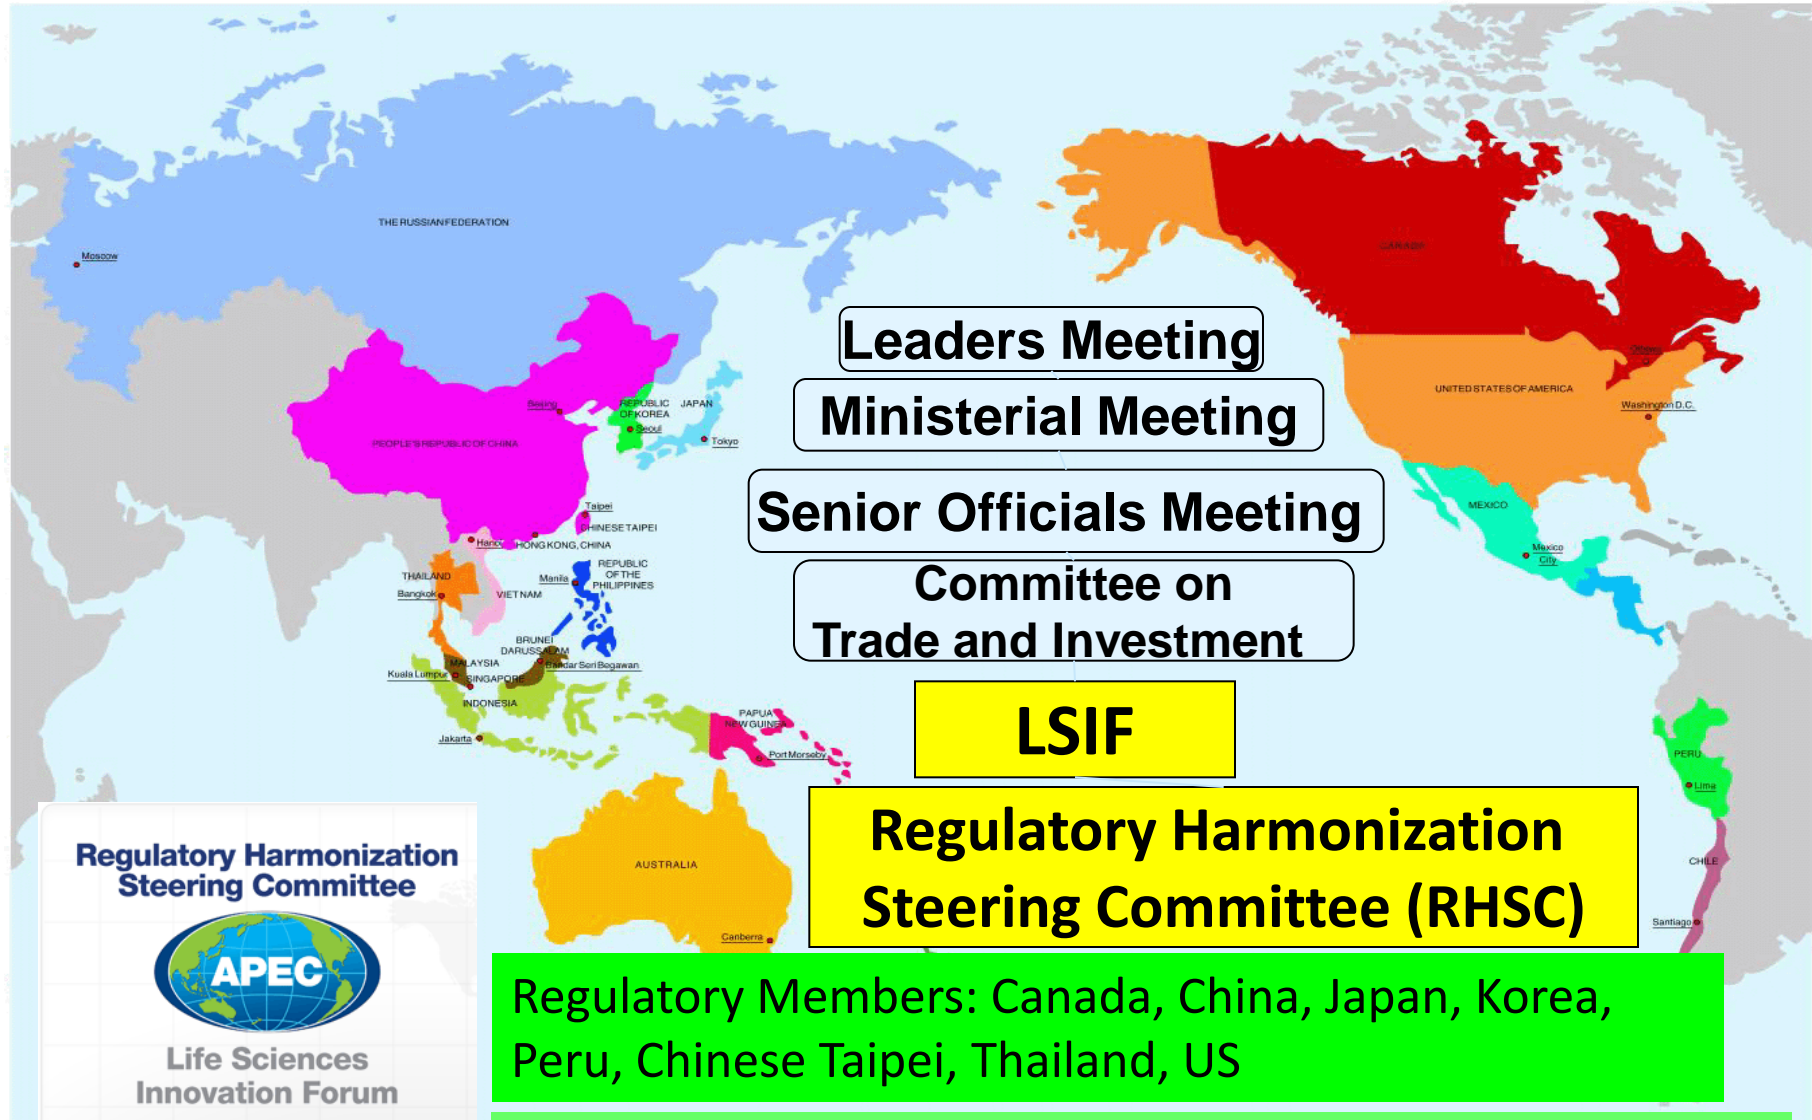 THE RUSSIAN FEDERATION
Moscow
CANADA
Leaders Meeting
Ottawa
Ministerial Meeting
UNITED STATES OF AMERICA
Washington D.C.
Beijing
REPUBLIC
OF KOREA
JAPAN
Seoul
Tokyo
PEOPLE'S REPUBLIC OF CHINA
Senior Officials Meeting
MEXICO
Taipei
CHINESE TAIPEI
Hanoi
HONG KONG, CHINA
Mexico
City
Committee on
Trade and Investment
REPUBLIC
OF THE
PHILIPPINES
Manila
THAILAND
Bangkok
VIET NAM
BRUNEI
DARUSSALAM
Bandar Seri Begawan
MALAYSIA
Kuala Lumpur
SINGAPORE
INDONESIA
Jakarta
PAPUA
NEW GUINEA
Port Morseby
LSIF
PERU
Lima
Regulatory Harmonization
Steering Committee (RHSC)
AUSTRALIA
Canberra
CHILE
Santiago
Regulatory Harmonization
Steering Committee
APEC
Life Sciences
Innovation Forum
Regulatory Members: Canada, China, Japan, Korea,
Peru, Chinese Taipei, Thailand, US